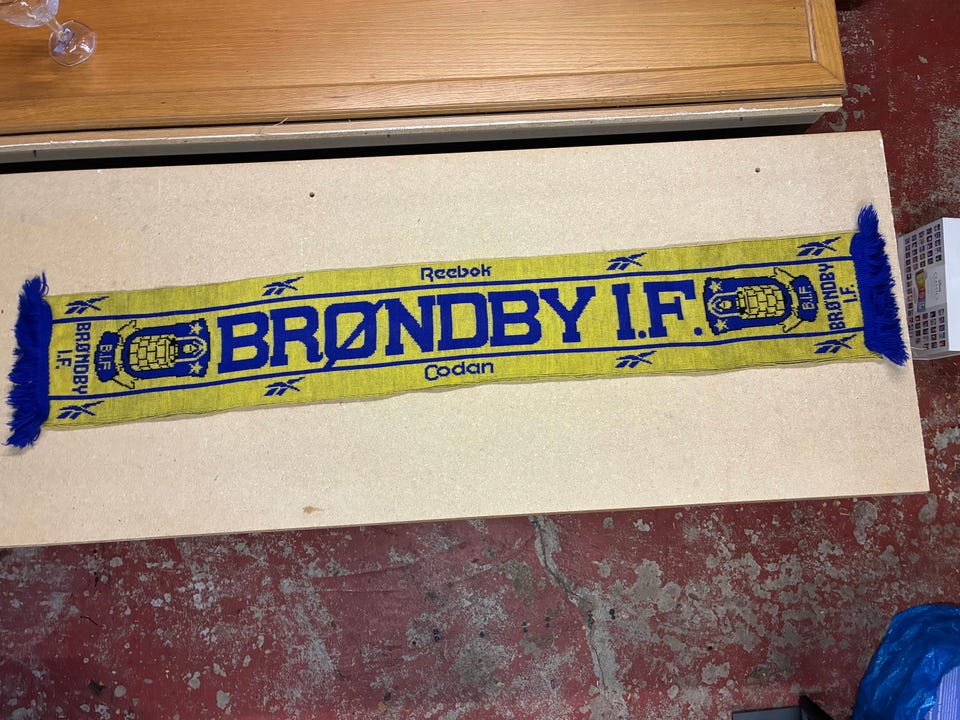 Reebok
BRØNDBY I.F.
Codan
BRØNDBY
I.F.
B.I.F.
B.I.F.
BRØNDBY
I.F.